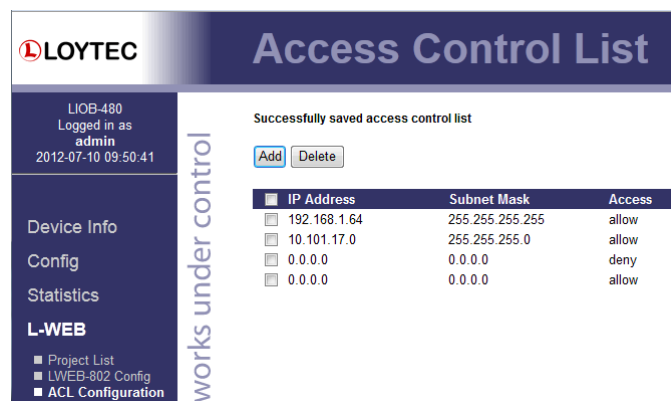 LOYTEC
Access Control List
LIOB-480
Logged in as
admin
2012-07-10 09:50:41
Device Info
Config
Statistics
L-WEB
Project List
LWEB-802 Config
ACL Configuration
works under control
Successfully saved access control list
Add Delete
IP Address Subnet Mask Access
192.168.1.64 255.255.255.255 allow
10.101.17.0 255.255.255.0 allow
0.0.0.0 0.0.0.0 deny
0.0.0.0 0.0.0.0 allow